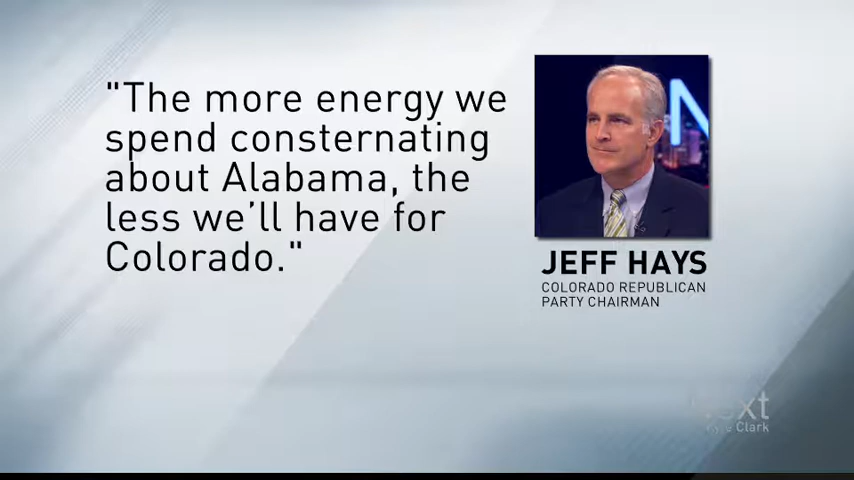 "The more energy we
spend consternating
about Alabama, the
less we'll have for
Colorado."
JEFF HAYS
COLORADO REPUBLICAN
PARTY CHAIRMAN
Clark